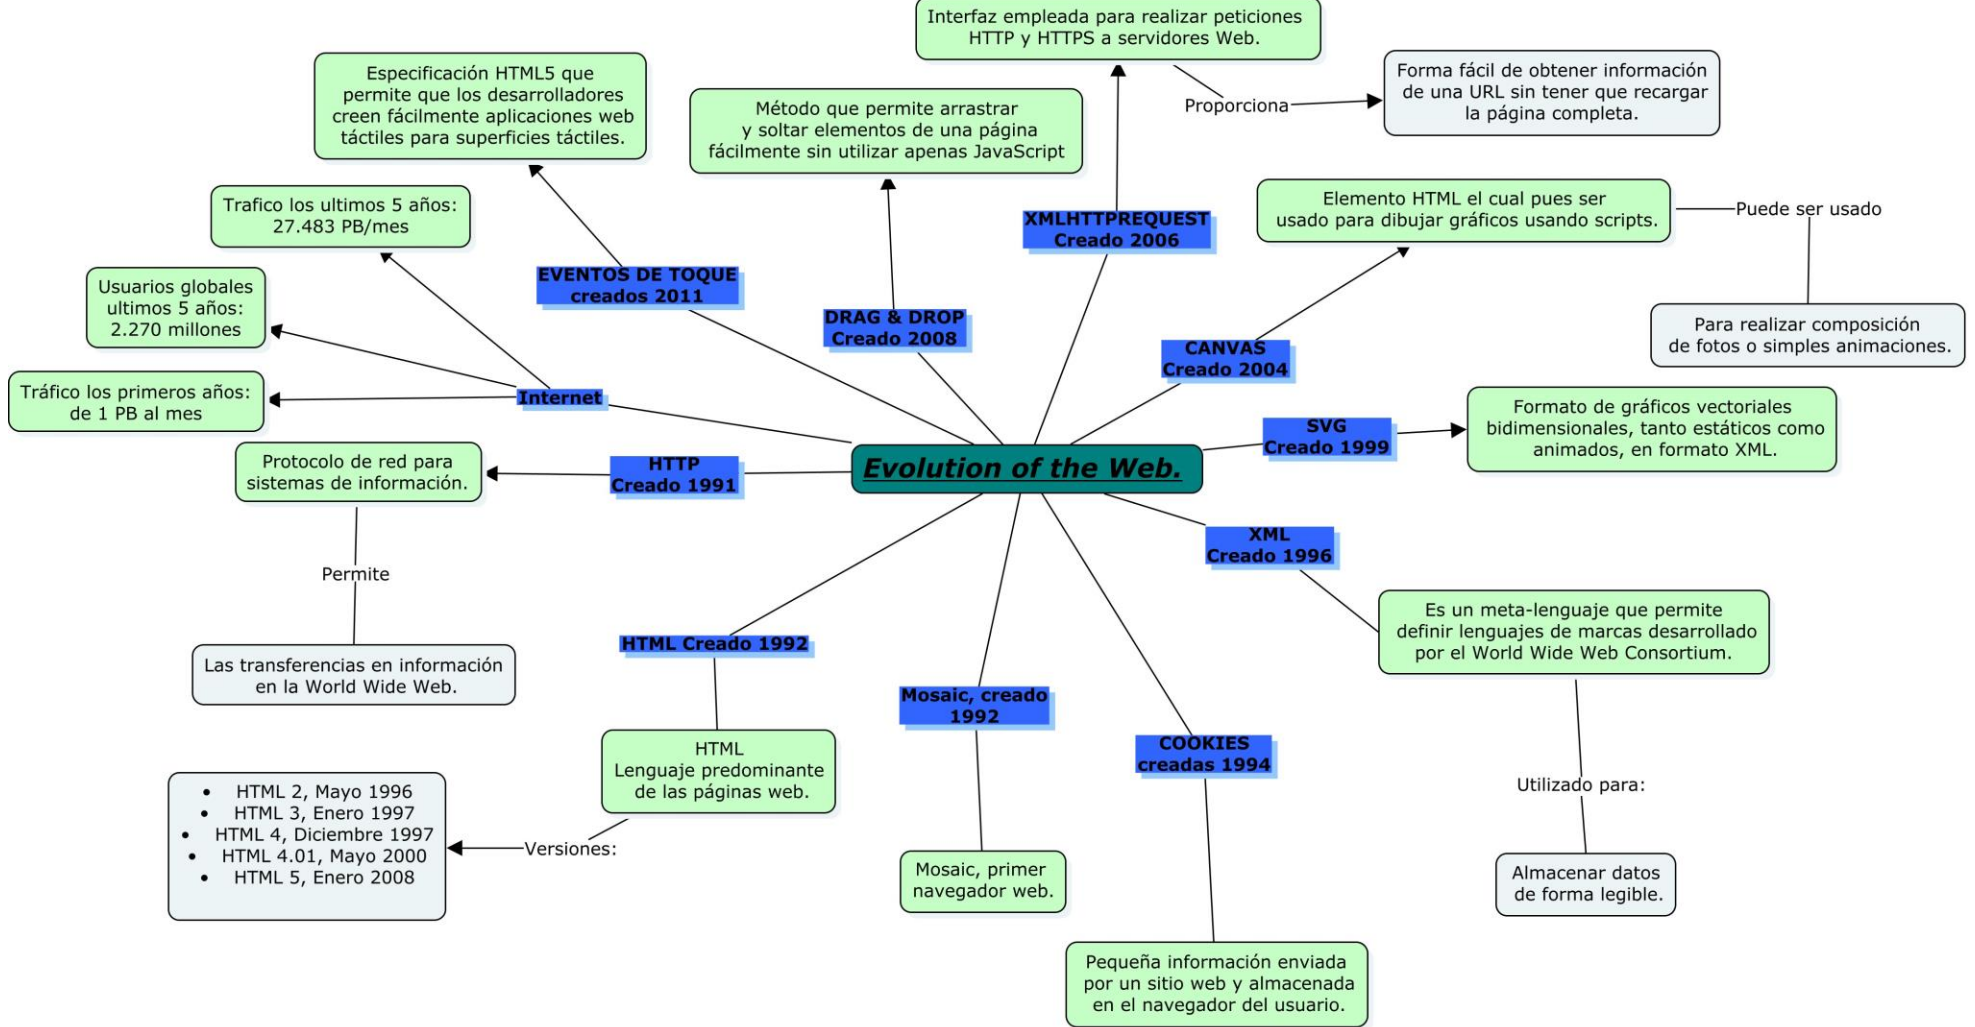 Interfaz empleada para realizar peticiones
HTTP y HTTPS a servidores Web.
Proporciona
Forma fácil de obtener información
de una URL sin tener que recargar
la página completa.
Especificación HTML5 que
permite que los desarrolladores
creen fácilmente aplicaciones web
táctiles para superficies táctiles.
Método que permite arrastrar
y soltar elementos de una página
fácilmente sin utilizar apenas JavaScript
Trafico los ultimos 5 años:
27.483 PB/mes
XMLHTTPREQUEST
Creado 2006
Elemento HTML el cual pues ser
usado para dibujar gráficos usando scripts.
Puede ser usado
Para realizar composición
de fotos o simples animaciones.
Usuarios globales
ultimos 5 años:
2.270 millones
EVENTOS DE TOQUE
creados 2011
DRAG & DROP
Creado 2008
CANVAS
Creado 2004
Tráfico los primeros años:
de 1 PB al mes
Internet
SVG
Creado 1999
Formato de gráficos vectoriales
bidimensionales, tanto estáticos como
animados, en formato XML.
Protocolo de red para
sistemas de información.
HTTP
Creado 1991
Evolution of the Web.
XML
Creado 1996
Permite
Las transferencias en información
en la World Wide Web.
HTML Creado 1992
Es un meta-lenguaje que permite
definir lenguajes de marcas desarrollado
por el World Wide Web Consortium.
Mosaic, creado
1992
COOKIES
creadas 1994
HTML
Lenguaje predominante
de las páginas web.
Utilizado para:
• HTML 2, Mayo 1996
• HTML 3, Enero 1997
• HTML 4, Diciembre 1997
• HTML 4.01, Mayo 2000
• HTML 5, Enero 2008
Versiones:
Mosaic, primer
navegador web.
Almacenar datos
de forma legible.
Pequeña información enviada
por un sitio web y almacenada
en el navegador del usuario.